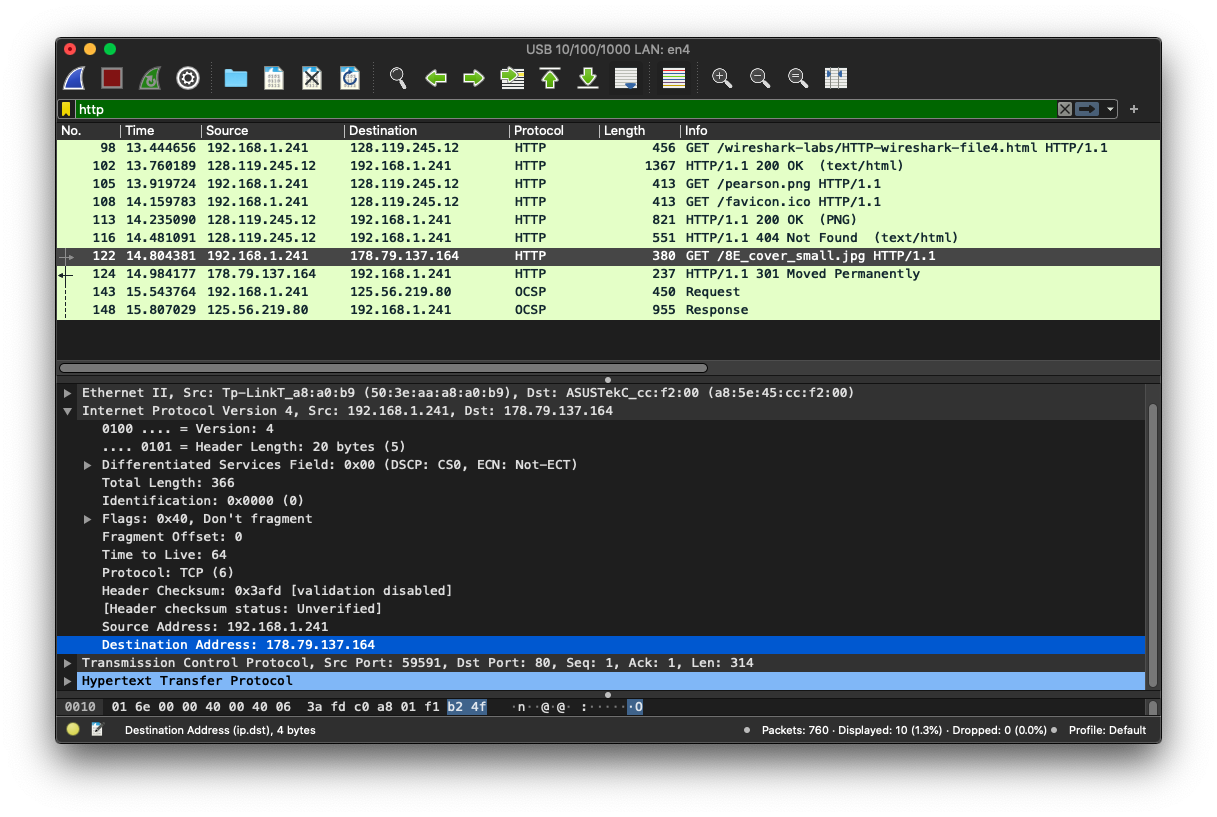 USB 10/100/1000 LAN: en4
http
No. Time Source Destination Protocol Length Info
98 13.444656 192.168.1.241 128.119.245.12 HTTP 456 GET /wireshark-labs/HTTP-wireshark-file4.html HTTP/1.1
102 13.760189 128.119.245.12 192.168.1.241 HTTP 1367 HTTP/1.1 200 OK  (text/html)
105 13.919724 192.168.1.241 128.119.245.12 HTTP 413 GET /pearson.png HTTP/1.1
108 14.159783 192.168.1.241 128.119.245.12 HTTP 413 GET /favicon.ico HTTP/1.1
113 14.235090 128.119.245.12 192.168.1.241 HTTP 821 HTTP/1.1 200 OK  (PNG)
116 14.481091 128.119.245.12 192.168.1.241 HTTP 551 HTTP/1.1 404 Not Found  (text/html)
122 14.804381 192.168.1.241 178.79.137.164 HTTP 380 GET /8E_cover_small.jpg HTTP/1.1
124 14.984177 178.79.137.164 192.168.1.241 HTTP 237 HTTP/1.1 301 Moved Permanently
143 15.543764 192.168.1.241 125.56.219.80 OCSP 450 Request
148 15.807029 125.56.219.80 192.168.1.241 OCSP 955 Response
Ethernet II, Src: Tp-LinkT_a8:a0:b9 (50:3e:aa:a8:a0:b9), Dst: ASUSTekC_cc:f2:00 (a8:5e:45:cc:f2:00)
Internet Protocol Version 4, Src: 192.168.1.241, Dst: 178.79.137.164
0100 .... = Version: 4
.... 0101 = Header Length: 20 bytes (5)
Differentiated Services Field: 0x00 (DSCP: CS0, ECN: Not-ECT)
Total Length: 366
Identification: 0x0000 (0)
Flags: 0x40, Don't fragment
Fragment Offset: 0
Time to Live: 64
Protocol: TCP (6)
Header Checksum: 0x3afd [validation disabled]
[Header checksum status: Unverified]
Source Address: 192.168.1.241
Destination Address: 178.79.137.164
Transmission Control Protocol, Src Port: 59591, Dst Port: 80, Seq: 1, Ack: 1, Len: 314
Hypertext Transfer Protocol
0010 01 6e 00 00 40 00 40 06 3a fd c0 a8 01 f1 b2 4f ·n··@·@· :······O
Destination Address (ip.dst), 4 bytes
Packets: 760 · Displayed: 10 (1.3%) · Dropped: 0 (0.0%)
Profile: Default